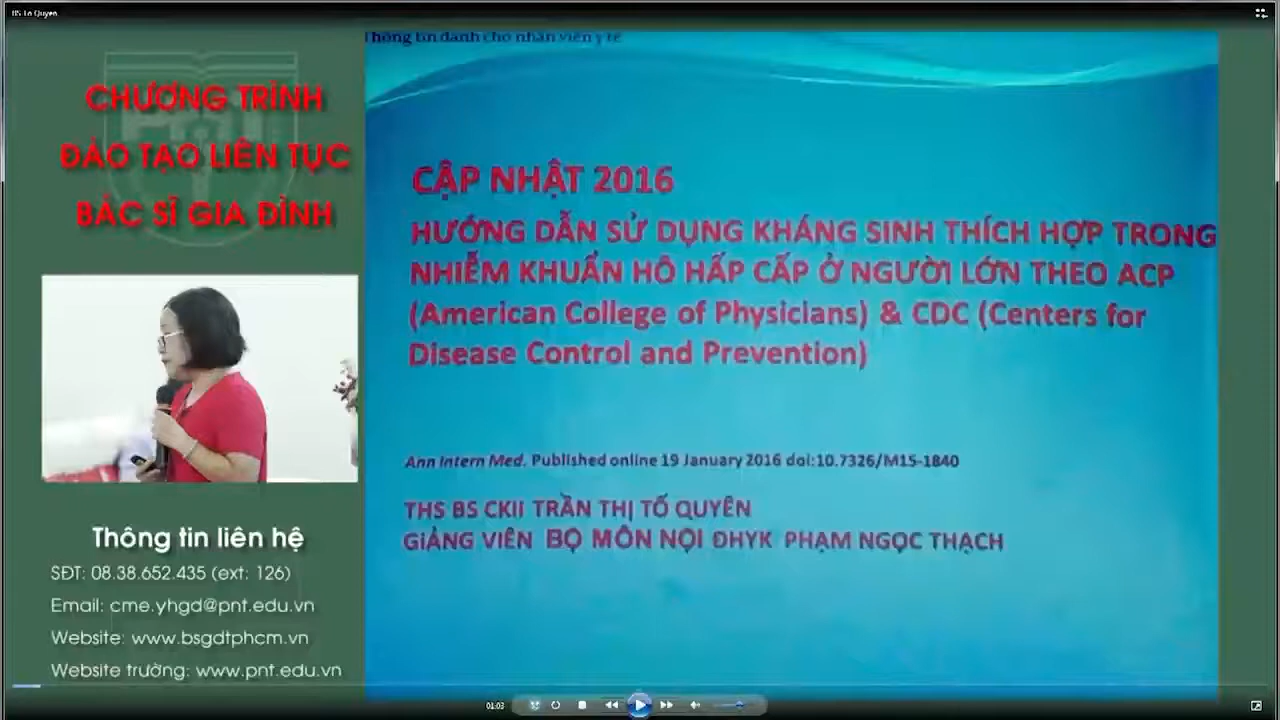 BS Tố Quyên
Thông tin dành cho nhân viên y tế
CHƯƠNG TRÌNH
ĐÀO TẠO LIÊN TỤC
BÁC SĨ GIA ĐÌNH
CẬP NHẬT 2016
HƯỚNG DẪN SỬ DỤNG KHÁNG SINH THÍCH HỢP TRONG
NHIỄM KHUẨN HÔ HẤP CẤP Ở NGƯỜI LỚN THEO ACP
(American College of Physicians) & CDC (Centers for
Disease Control and Prevention)
Ann Intern Med. Published online 19 January 2016 doi:10.7326/M15-1840
THS BS CKII TRẦN THỊ TỐ QUYÊN
GIẢNG VIÊN BỘ MÔN NỘI ĐHYK PHẠM NGỌC THẠCH
Thông tin liên hệ
SĐT: 08.38.652.435 (ext: 126)
Email: cme.yhgd@pnt.edu.vn
Website: www.bsgdtphcm.vn
Website trường: www.pnt.edu.vn
01:03